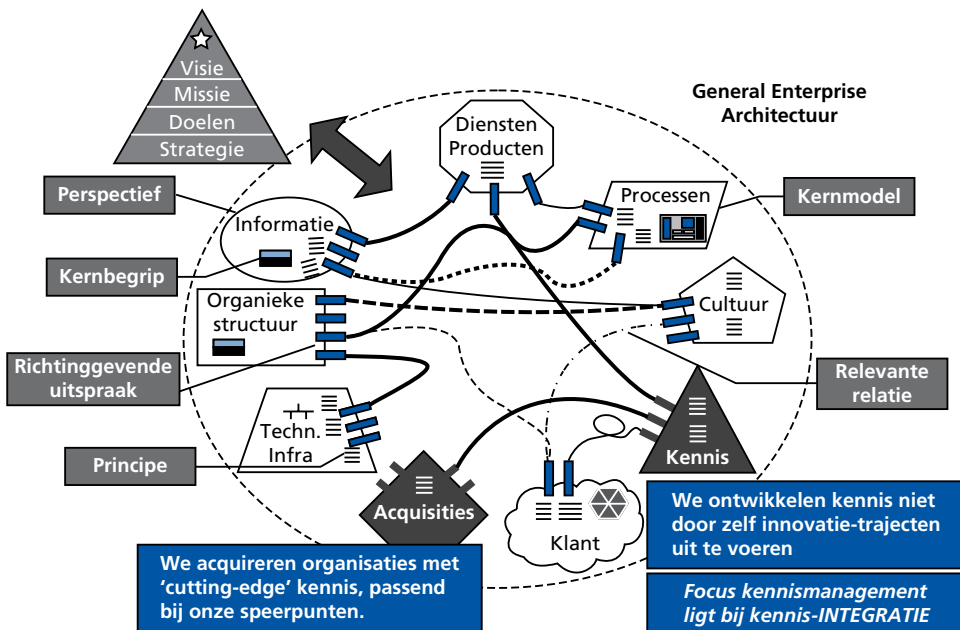 Visie
Missie
Doelen
Strategie
General Enterprise
Architectuur
Diensten
Producten
Perspectief
Informatie
Processen
Kernmodel
Kernbegrip
Organieke
structuur
Cultuur
Richtinggevende
uitspraak
Relevante
relatie
Techn.
Infra
Principe
Kennis
Acquisities
Klant
We ontwikkelen kennis niet
door zelf innovatie-trajecten
uit te voeren
We acquireren organisaties met
‘cutting-edge’ kennis, passend
bij onze speerpunten.
Focus kennismanagement
ligt bij kennis-INTEGRATIE